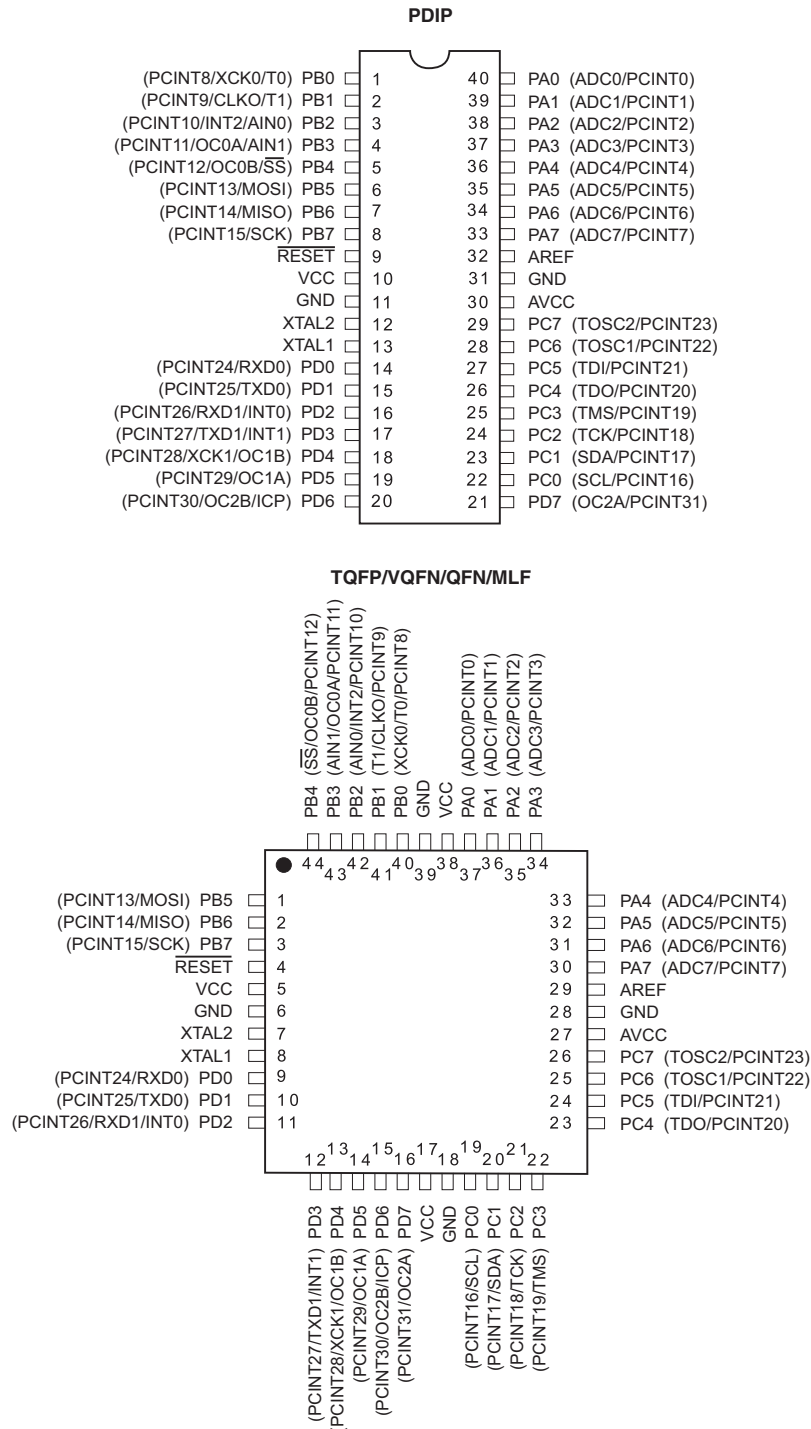 PDIP
(PCINT8/XCK0/T0) PB0 1 40 PA0 (ADC0/PCINT0)
(PCINT9/CLKO/T1) PB1 2 39 PA1 (ADC1/PCINT1)
(PCINT10/INT2/AIN0) PB2 3 38 PA2 (ADC2/PCINT2)
(PCINT11/OC0A/AIN1) PB3 4 37 PA3 (ADC3/PCINT3)
(PCINT12/OC0B/S̅S̅) PB4 5 36 PA4 (ADC4/PCINT4)
(PCINT13/MOSI) PB5 6 35 PA5 (ADC5/PCINT5)
(PCINT14/MISO) PB6 7 34 PA6 (ADC6/PCINT6)
(PCINT15/SCK) PB7 8 33 PA7 (ADC7/PCINT7)
R̅E̅S̅E̅T̅ 9 32 AREF
VCC 10 31 GND
GND 11 30 AVCC
XTAL2 12 29 PC7 (TOSC2/PCINT23)
XTAL1 13 28 PC6 (TOSC1/PCINT22)
(PCINT24/RXD0) PD0 14 27 PC5 (TDI/PCINT21)
(PCINT25/TXD0) PD1 15 26 PC4 (TDO/PCINT20)
(PCINT26/RXD1/INT0) PD2 16 25 PC3 (TMS/PCINT19)
(PCINT27/TXD1/INT1) PD3 17 24 PC2 (TCK/PCINT18)
(PCINT28/XCK1/OC1B) PD4 18 23 PC1 (SDA/PCINT17)
(PCINT29/OC1A) PD5 19 22 PC0 (SCL/PCINT16)
(PCINT30/OC2B/ICP) PD6 20 21 PD7 (OC2A/PCINT31)
TQFP/VQFN/QFN/MLF
PB4 (S̅S̅/OC0B/PCINT12)
PB3 (AIN1/OC0A/PCINT11)
PB2 (AIN0/INT2/PCINT10)
PB1 (T1/CLKO/PCINT9)
PB0 (XCK0/T0/PCINT8)
GND
VCC
PA0 (ADC0/PCINT0)
PA1 (ADC1/PCINT1)
PA2 (ADC2/PCINT2)
PA3 (ADC3/PCINT3)
44 43 42 41 40 39 38 37 36 35 34
(PCINT13/MOSI) PB5 1 33 PA4 (ADC4/PCINT4)
(PCINT14/MISO) PB6 2 32 PA5 (ADC5/PCINT5)
(PCINT15/SCK) PB7 3 31 PA6 (ADC6/PCINT6)
R̅E̅S̅E̅T̅ 4 30 PA7 (ADC7/PCINT7)
VCC 5 29 AREF
GND 6 28 GND
XTAL2 7 27 AVCC
XTAL1 8 26 PC7 (TOSC2/PCINT23)
(PCINT24/RXD0) PD0 9 25 PC6 (TOSC1/PCINT22)
(PCINT25/TXD0) PD1 10 24 PC5 (TDI/PCINT21)
(PCINT26/RXD1/INT0) PD2 11 23 PC4 (TDO/PCINT20)
12 13 14 15 16 17 18 19 20 21 22
(PCINT27/TXD1/INT1) PD3
(PCINT28/XCK1/OC1B) PD4
(PCINT29/OC1A) PD5
(PCINT30/OC2B/ICP) PD6
(PCINT31/OC2A) PD7
VCC
GND
(PCINT16/SCL) PC0
(PCINT17/SDA) PC1
(PCINT18/TCK) PC2
(PCINT19/TMS) PC3